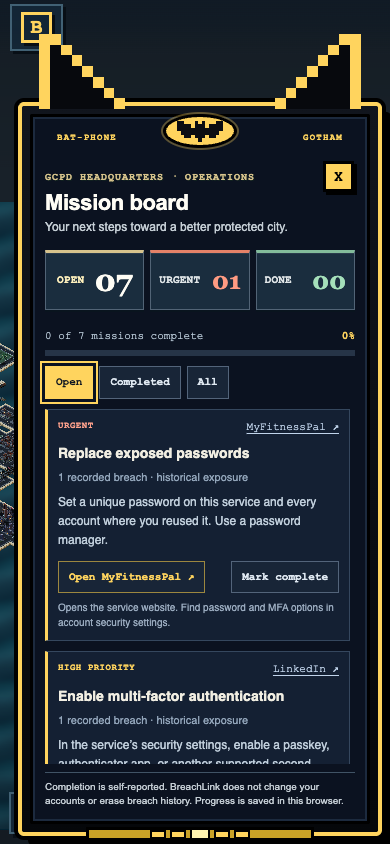 B
BAT-PHONE
GOTHAM
GCPD HEADQUARTERS · OPERATIONS
X
Mission board
Your next steps toward a better protected city.
OPEN 07
URGENT 01
DONE 00
0 of 7 missions complete
0%
Open
Completed
All
URGENT
MyFitnessPal ↗
Replace exposed passwords
1 recorded breach · historical exposure
Set a unique password on this service and every
account where you reused it. Use a password
manager.
Open MyFitnessPal ↗
Mark complete
Opens the service website. Find password and MFA options in
account security settings.
HIGH PRIORITY
LinkedIn ↗
Enable multi-factor authentication
1 recorded breach · historical exposure
In the service's security settings, enable a passkey,
authenticator app, or another supported second
Completion is self-reported. BreachLink does not change your
accounts or erase breach history. Progress is saved in this browser.